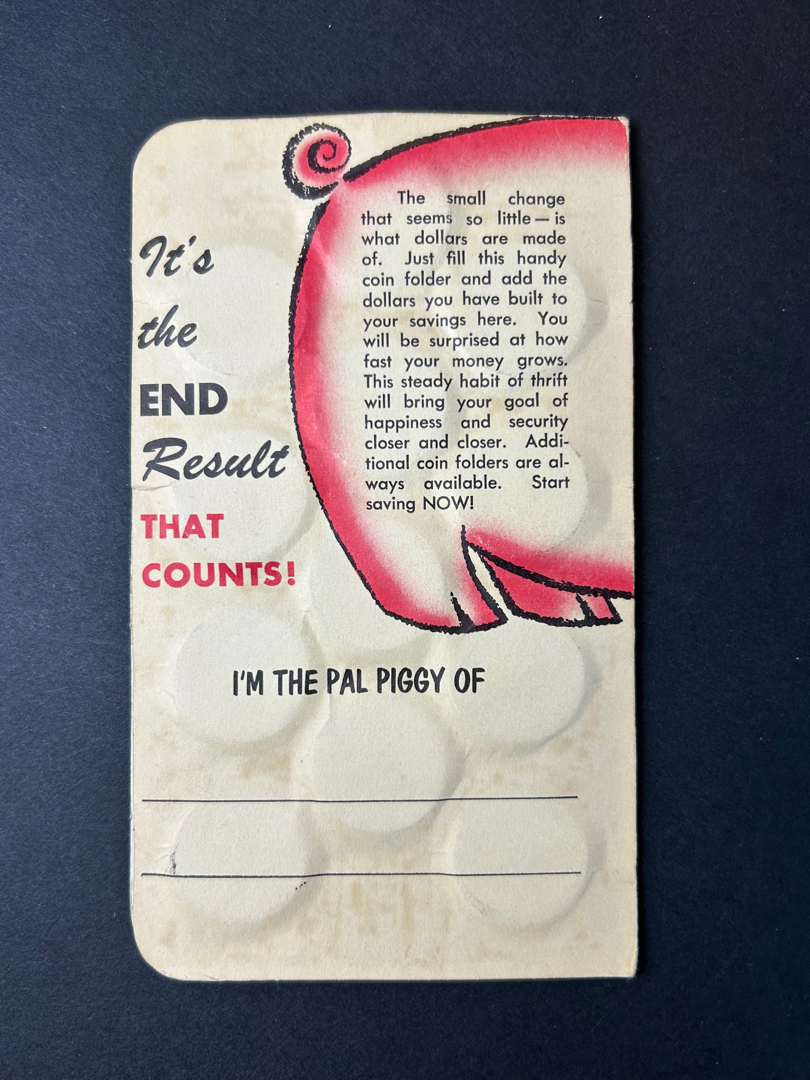 It's
the
END
Result
THAT
COUNTS!
The small change
that seems so little — is
what dollars are made
of. Just fill this handy
coin folder and add the
dollars you have built to
your savings here. You
will be surprised at how
fast your money grows.
This steady habit of thrift
will bring your goal of
happiness and security
closer and closer. Addi-
tional coin folders are al-
ways available. Start
saving NOW!
I'M THE PAL PIGGY OF